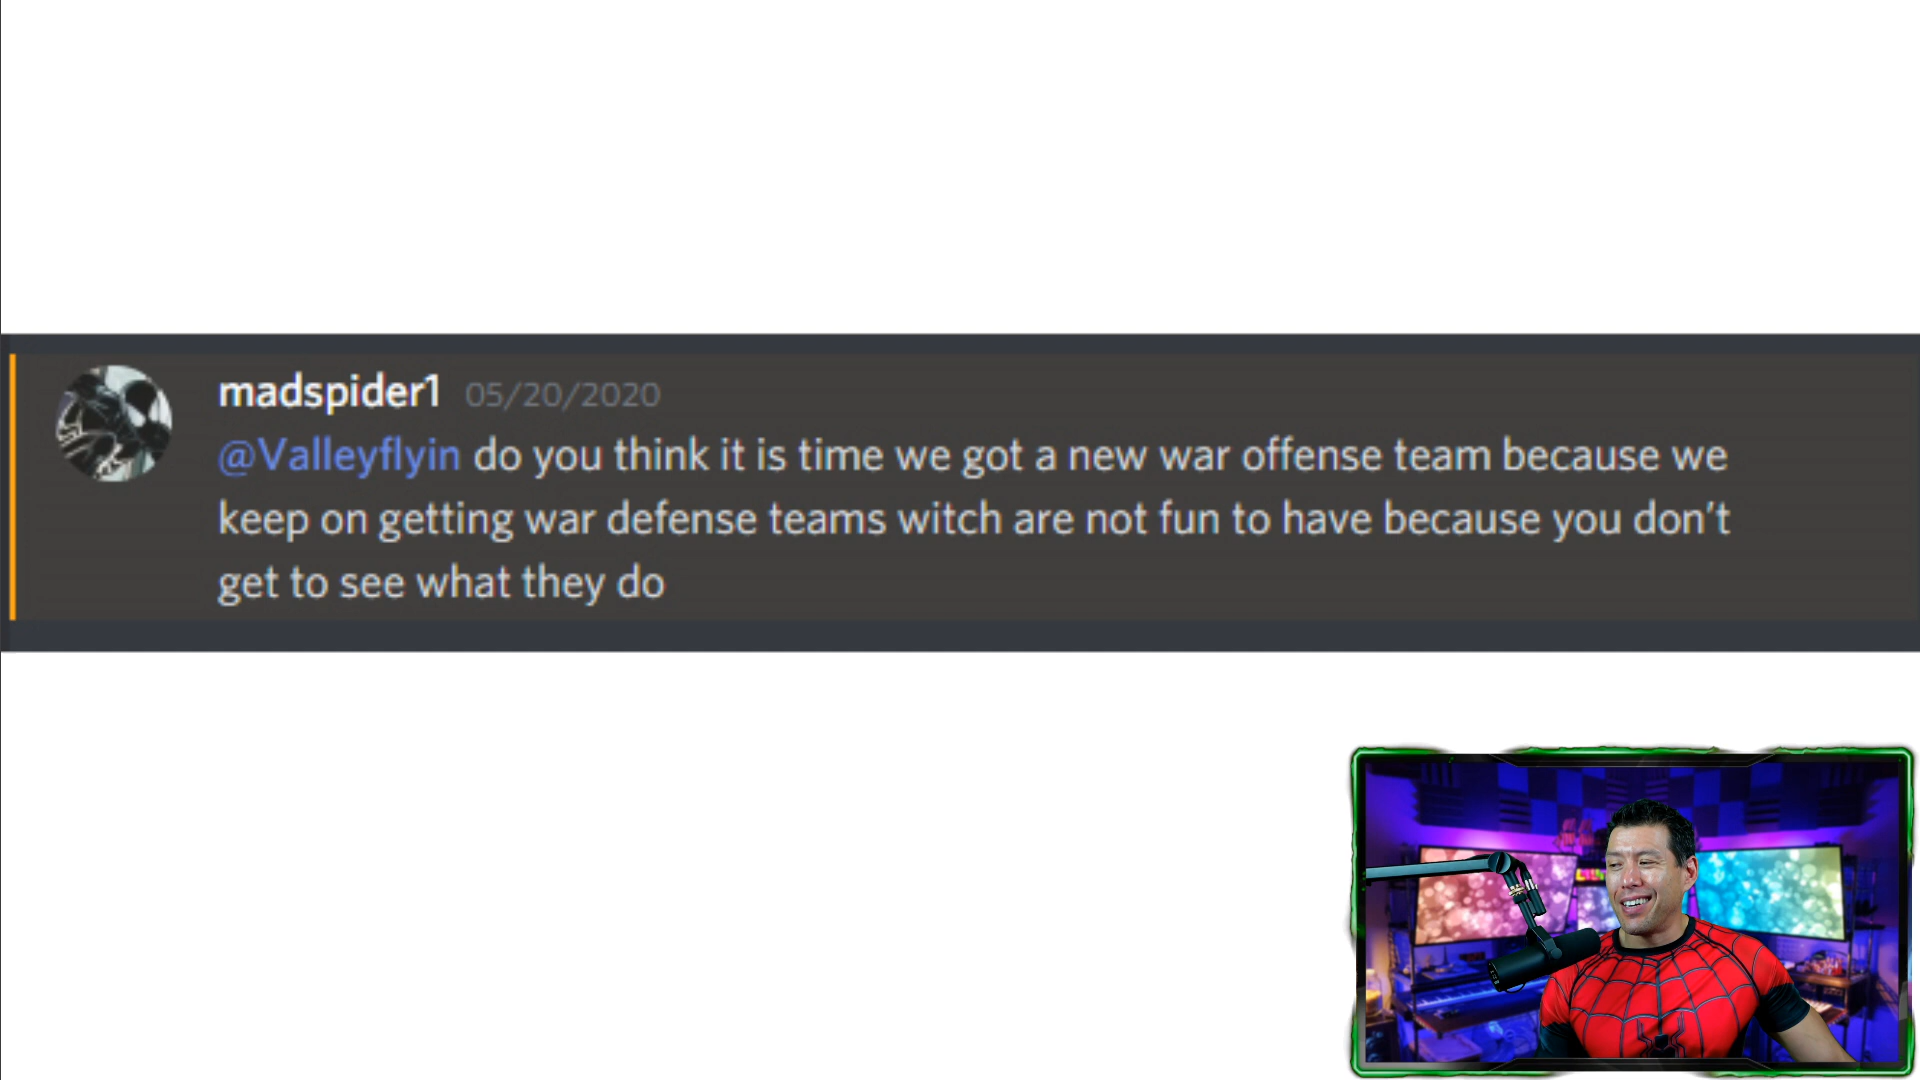 madspider1 05/20/2020
@Valleyflyin do you think it is time we got a new war offense team because we
keep on getting war defense teams witch are not fun to have because you don't
get to see what they do